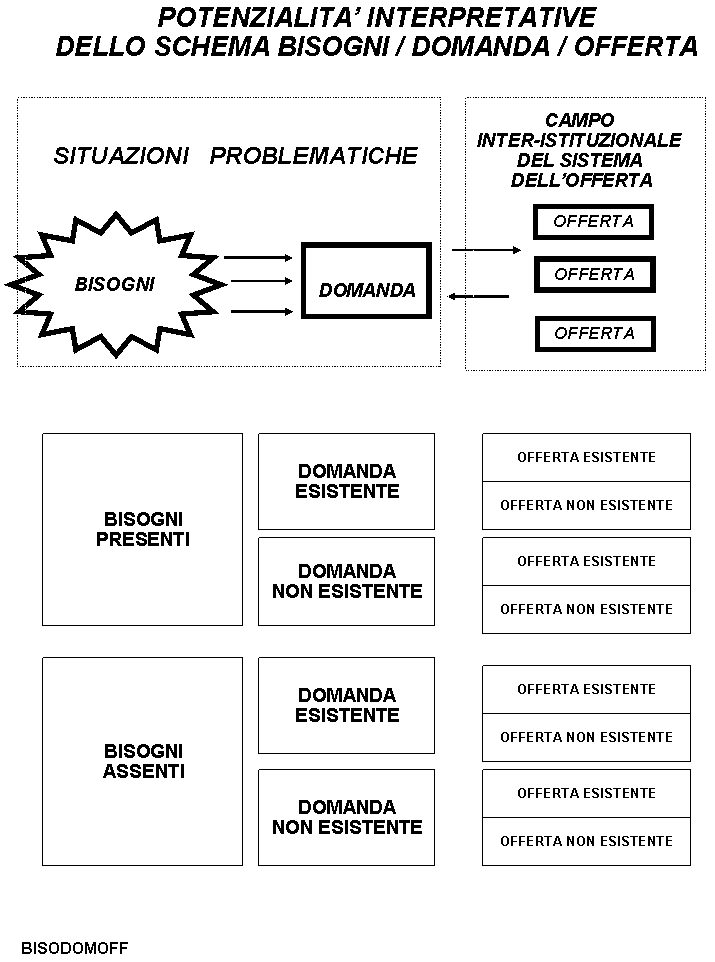 POTENZIALITA' INTERPRETATIVE
DELLO SCHEMA BISOGNI / DOMANDA / OFFERTA
SITUAZIONI PROBLEMATICHE
BISOGNI
DOMANDA
CAMPO
INTER-ISTITUZIONALE
DEL SISTEMA
DELL'OFFERTA
OFFERTA
OFFERTA
OFFERTA
BISOGNI
PRESENTI
DOMANDA
ESISTENTE
OFFERTA ESISTENTE
OFFERTA NON ESISTENTE
DOMANDA
NON ESISTENTE
OFFERTA ESISTENTE
OFFERTA NON ESISTENTE
BISOGNI
ASSENTI
DOMANDA
ESISTENTE
OFFERTA ESISTENTE
OFFERTA NON ESISTENTE
DOMANDA
NON ESISTENTE
OFFERTA ESISTENTE
OFFERTA NON ESISTENTE
BISODOMOFF